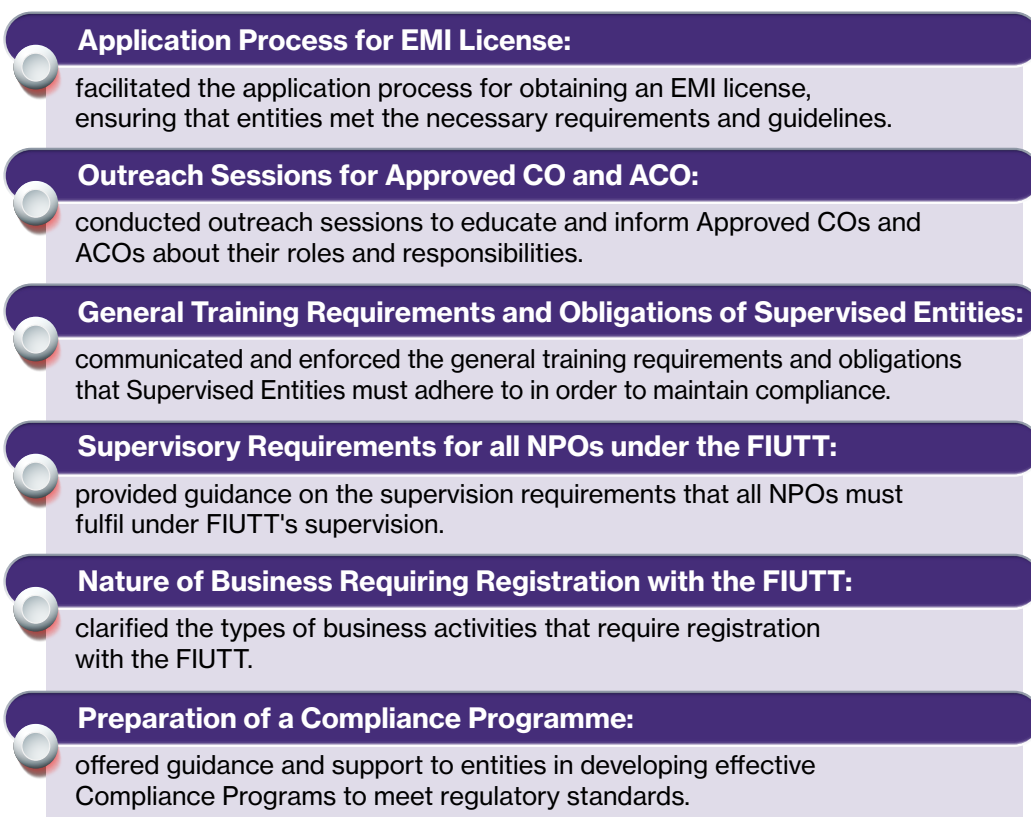 Application Process for EMI License:
facilitated the application process for obtaining an EMI license,
ensuring that entities met the necessary requirements and guidelines.
Outreach Sessions for Approved CO and ACO:
conducted outreach sessions to educate and inform Approved COs and
ACOs about their roles and responsibilities.
General Training Requirements and Obligations of Supervised Entities:
communicated and enforced the general training requirements and obligations
that Supervised Entities must adhere to in order to maintain compliance.
Supervisory Requirements for all NPOs under the FIUTT:
provided guidance on the supervision requirements that all NPOs must
fulfil under FIUTT's supervision.
Nature of Business Requiring Registration with the FIUTT:
clarified the types of business activities that require registration
with the FIUTT.
Preparation of a Compliance Programme:
offered guidance and support to entities in developing effective
Compliance Programs to meet regulatory standards.